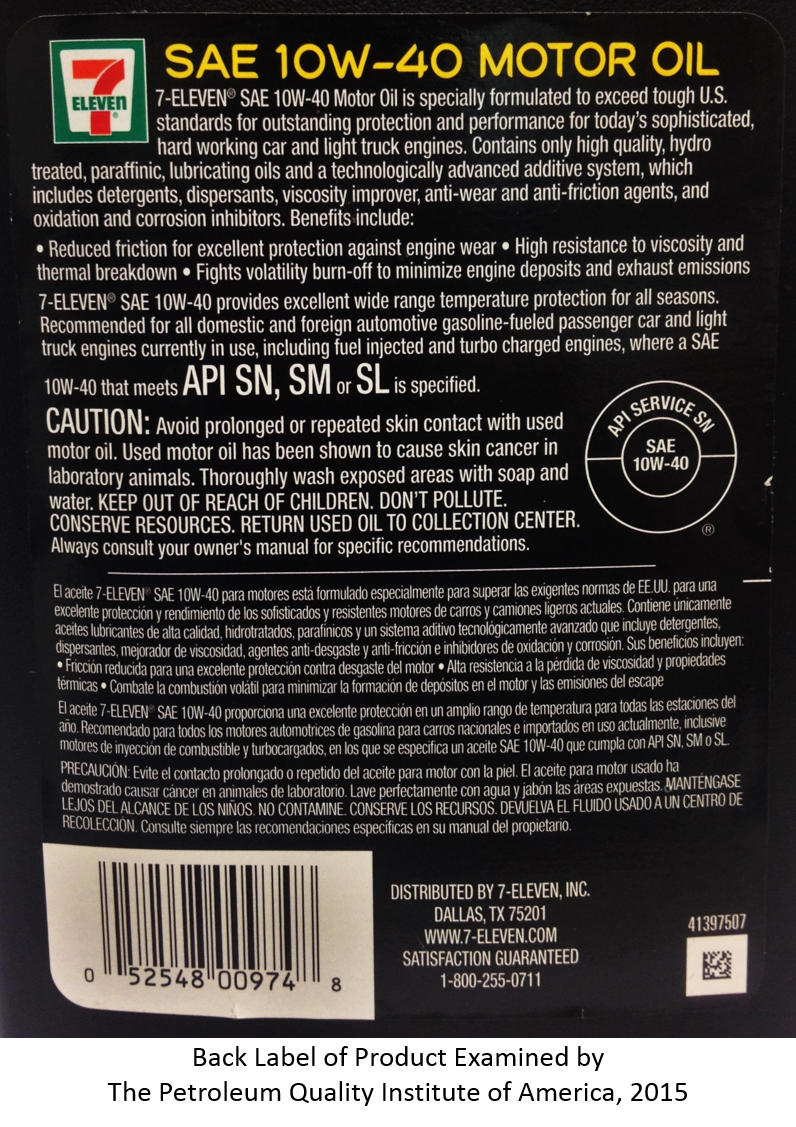 7
ELEVEn
®
SAE 10W-40 MOTOR OIL
7-ELEVEN® SAE 10W-40 Motor Oil is specially formulated to exceed tough U.S.
standards for outstanding protection and performance for today's sophisticated,
hard working car and light truck engines. Contains only high quality, hydro
treated, paraffinic, lubricating oils and a technologically advanced additive system, which
includes detergents, dispersants, viscosity improver, anti-wear and anti-friction agents, and
oxidation and corrosion inhibitors. Benefits include:
• Reduced friction for excellent protection against engine wear • High resistance to viscosity and
thermal breakdown • Fights volatility burn-off to minimize engine deposits and exhaust emissions
7-ELEVEN® SAE 10W-40 provides excellent wide range temperature protection for all seasons.
Recommended for all domestic and foreign automotive gasoline-fueled passenger car and light
truck engines currently in use, including fuel injected and turbo charged engines, where a SAE
10W-40 that meets API SN, SM or SL is specified.
CAUTION: Avoid prolonged or repeated skin contact with used
motor oil. Used motor oil has been shown to cause skin cancer in
laboratory animals. Thoroughly wash exposed areas with soap and
water. KEEP OUT OF REACH OF CHILDREN. DON'T POLLUTE.
CONSERVE RESOURCES. RETURN USED OIL TO COLLECTION CENTER.
Always consult your owner's manual for specific recommendations.
API SERVICE SN
SAE
10W-40
®
El aceite 7-ELEVEN® SAE 10W-40 para motores está formulado especialmente para superar las exigentes normas de EE.UU. para una
excelente protección y rendimiento de los sofisticados y resistentes motores de carros y camiones ligeros actuales. Contiene únicamente
aceites lubricantes de alta calidad, hidrotratados, parafínicos y un sistema aditivo tecnológicamente avanzado que incluye detergentes,
dispersantes, mejorador de viscosidad, agentes anti-desgaste y anti-fricción e inhibidores de oxidación y corrosión. Sus beneficios incluyen:
• Fricción reducida para una excelente protección contra desgaste del motor • Alta resistencia a la pérdida de viscosidad y propiedades
térmicas • Combate la combustión volátil para minimizar la formación de depósitos en el motor y las emisiones del escape
El aceite 7-ELEVEN® SAE 10W-40 proporciona una excelente protección en un amplio rango de temperatura para todas las estaciones del
año. Recomendado para todos los motores automotrices de gasolina para carros nacionales e importados en uso actualmente, inclusive
motores de inyección de combustible y turbocargados, en los que se especifica un aceite SAE 10W-40 que cumpla con API SN, SM o SL.
PRECAUCIÓN: Evite el contacto prolongado o repetido del aceite para motor con la piel. El aceite para motor usado ha
demostrado causar cáncer en animales de laboratorio. Lave perfectamente con agua y jabón las áreas expuestas. MANTÉNGASE
LEJOS DEL ALCANCE DE LOS NIÑOS. NO CONTAMINE. CONSERVE LOS RECURSOS. DEVUELVA EL FLUIDO USADO A UN CENTRO DE
RECOLECCIÓN. Consulte siempre las recomendaciones específicas en su manual del propietario.
0 52548 00974 8
DISTRIBUTED BY 7-ELEVEN, INC.
DALLAS, TX 75201
WWW.7-ELEVEN.COM
SATISFACTION GUARANTEED
1-800-255-0711
41397507
Back Label of Product Examined by
The Petroleum Quality Institute of America, 2015